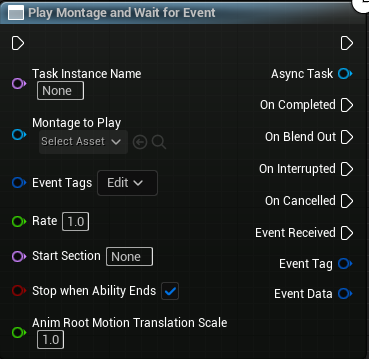 Play Montage and Wait for Event
Task Instance Name
Async Task
None
On Completed
Montage to Play
Select Asset
On Blend Out
On Interrupted
Event Tags
Edit
On Cancelled
Rate
1.0
Event Received
Start Section
None
Event Tag
Stop when Ability Ends
Event Data
Anim Root Motion Translation Scale
1.0